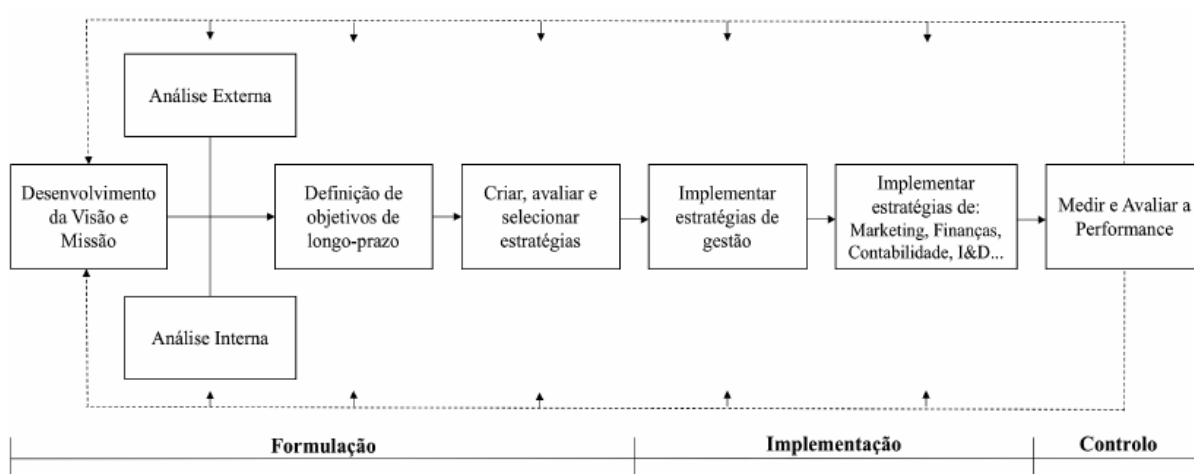 Análise Externa
Desenvolvimento
da Visão e
Missão
Definição de
objetivos de
longo-prazo
Criar, avaliar e
selecionar
estratégias
Implementar
estratégias de
gestão
Implementar
estratégias de:
Marketing, Finanças,
Contabilidade, I&D...
Medir e Avaliar a
Performance
Análise Interna
Formulação
Implementação
Controlo